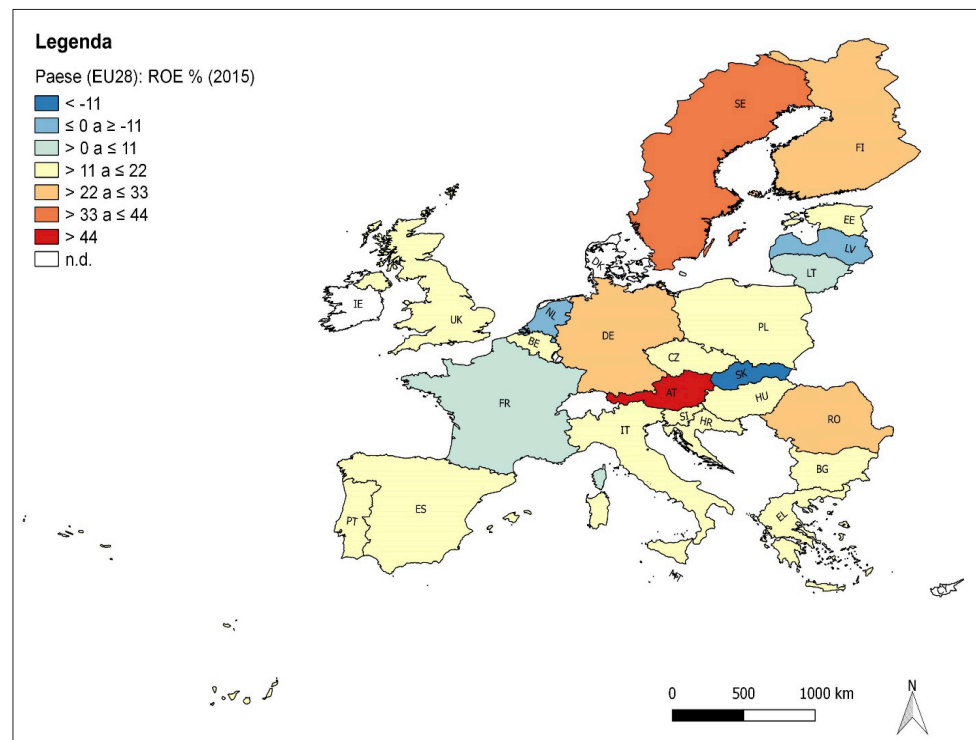 Legenda
Paese (EU28): ROE % (2015)
< -11
≤ 0 a ≥ -11
> 0 a ≤ 11
> 11 a ≤ 22
> 22 a ≤ 33
> 33 a ≤ 44
> 44
n.d.
SE
FI
EE
LV
LT
DK
IE
UK
NL
BE
DE
PL
CZ
SK
AT
HU
FR
SI
HR
RO
IT
BG
PT
ES
EL
MT
0 500 1000 km
N